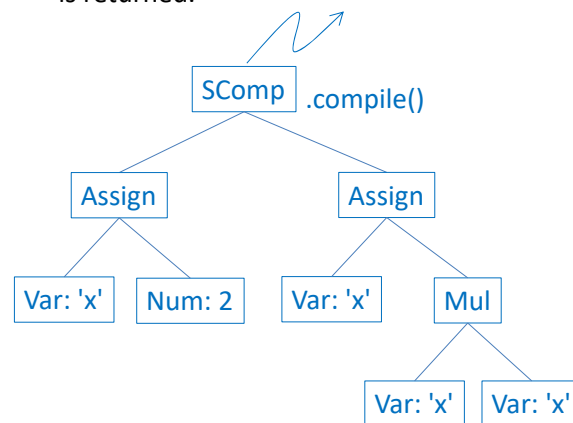 is returned.
SComp .compile()
Assign Assign
Var: 'x' Num: 2 Var: 'x' Mul
Var: 'x' Var: 'x'